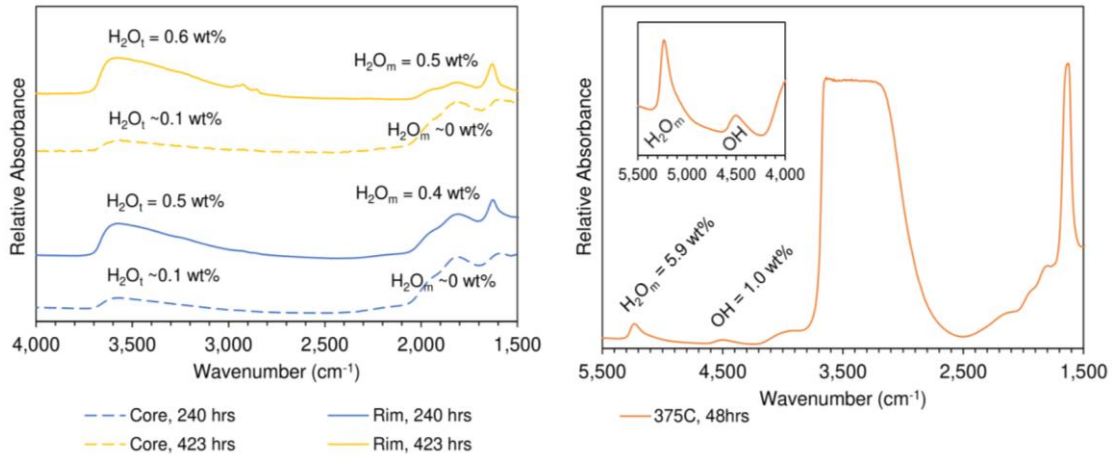 H2Ot = 0.6 wt%
H2Om = 0.5 wt%
H2Ot ~0.1 wt%
H2Om ~0 wt%
H2Ot = 0.5 wt%
H2Om = 0.4 wt%
H2Ot ~0.1 wt%
H2Om ~0 wt%
Relative Absorbance
Relative Absorbance
4,000 3,500 3,000 2,500 2,000 1,500
Wavenumber (cm-1)
Core, 240 hrs Rim, 240 hrs
Core, 423 hrs Rim, 423 hrs
H2Om
OH
5,500 5,000 4,500 4,000
Relative Absorbance
H2Om = 5.9 wt%
OH = 1.0 wt%
5,500 4,500 3,500 2,500 1,500
Wavenumber (cm-1)
375C, 48hrs